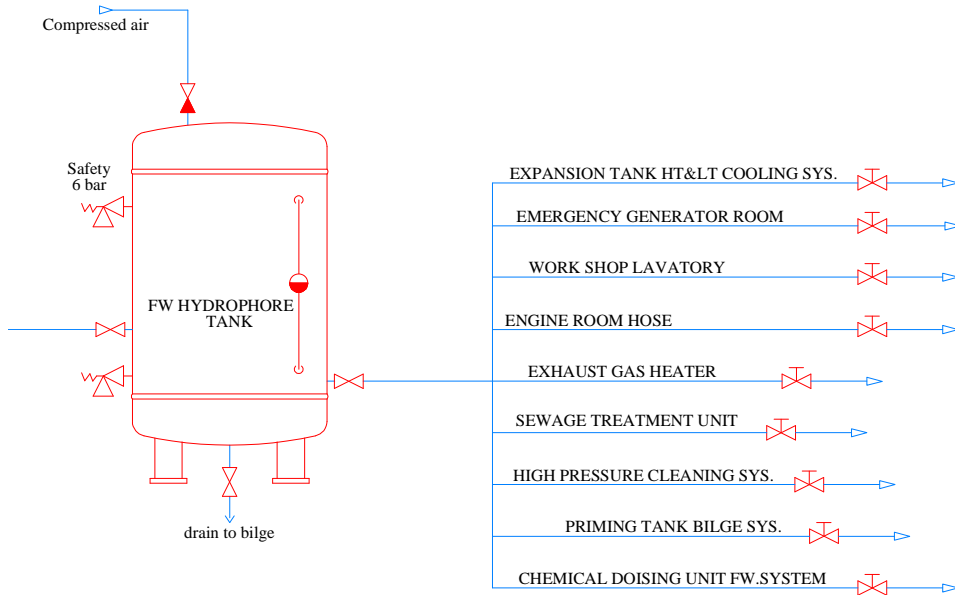 Compressed air
Safety
6 bar
FW HYDROPHORE
TANK
drain to bilge
EXPANSION TANK HT&LT COOLING SYS.
EMERGENCY GENERATOR ROOM
WORK SHOP LAVATORY
ENGINE ROOM HOSE
EXHAUST GAS HEATER
SEWAGE TREATMENT UNIT
HIGH PRESSURE CLEANING SYS.
PRIMING TANK BILGE SYS.
CHEMICAL DOISING UNIT FW.SYSTEM